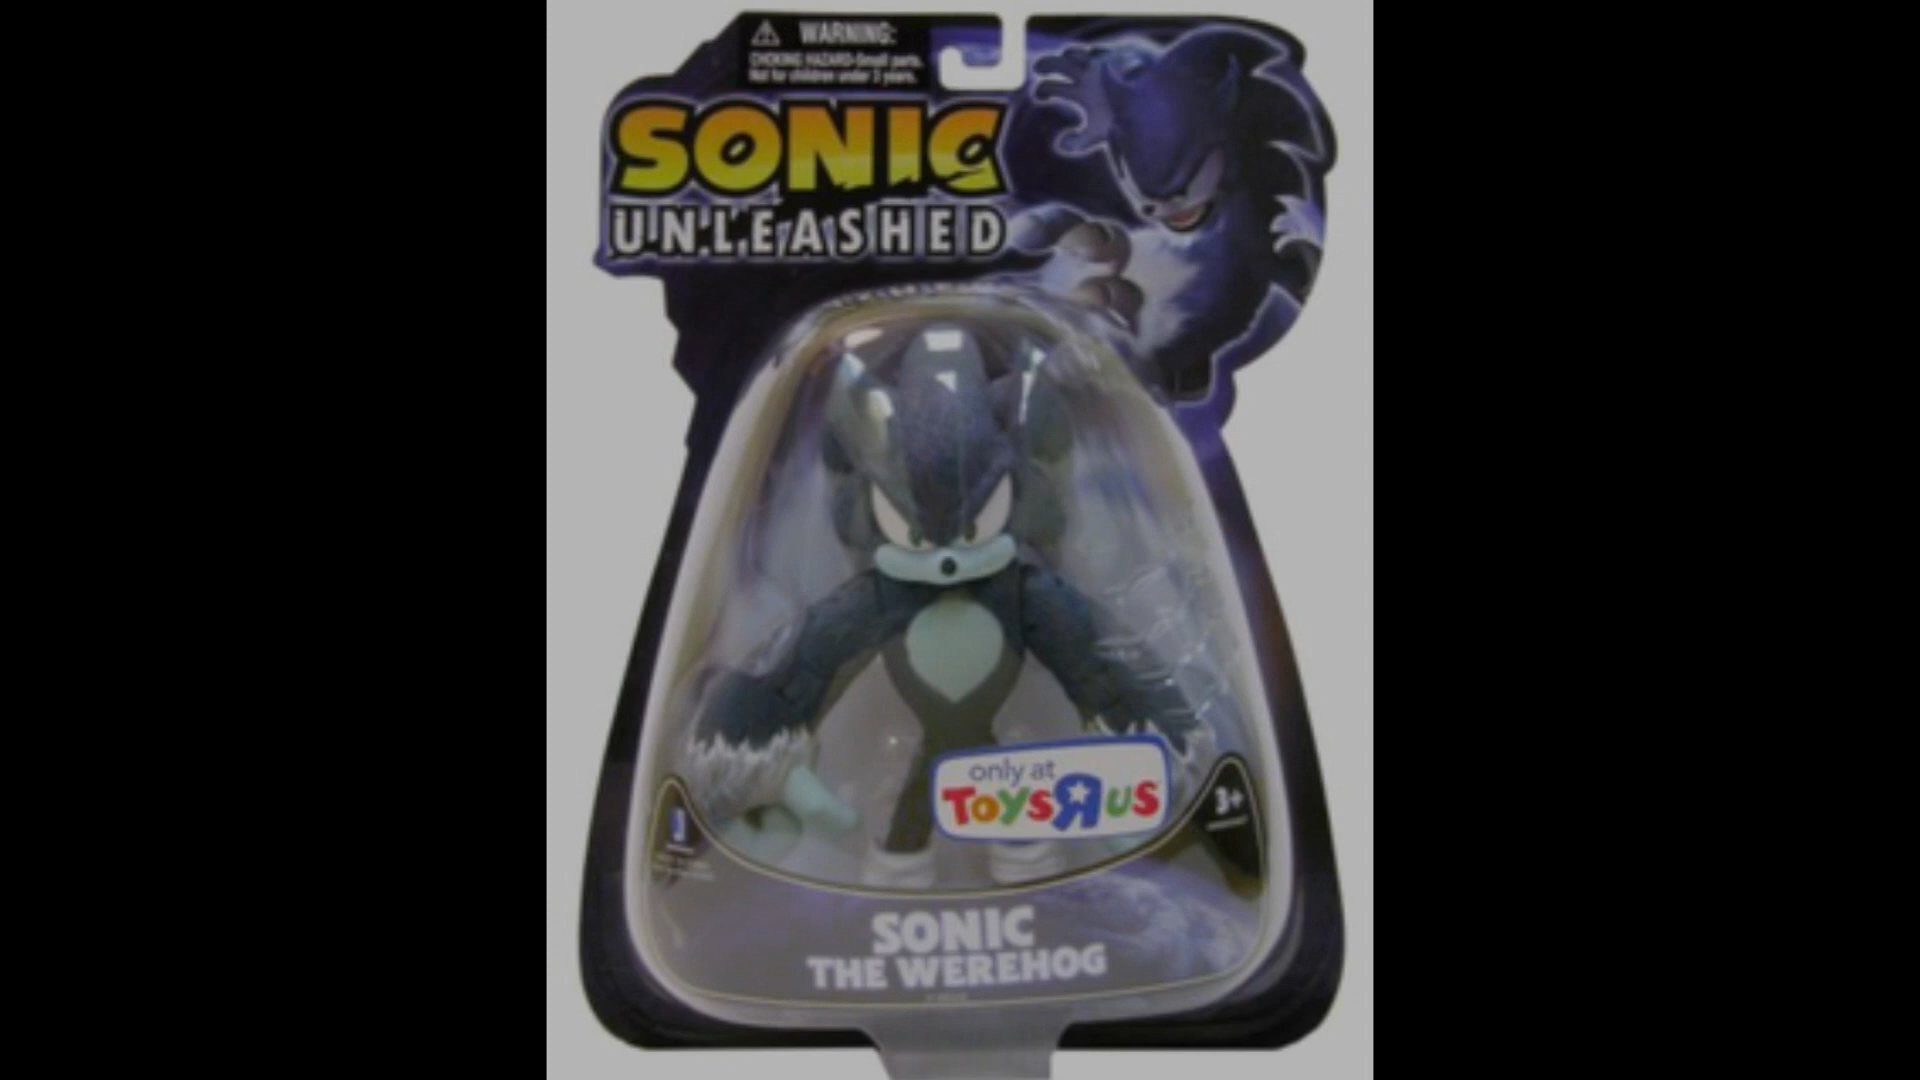 WARNING:
CHOKING HAZARD-Small parts.
Not for children under 3 years.
SONIC
UNLEASHED
only at
ToysЯus
3+
SONIC
THE WEREHOG